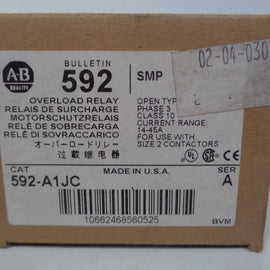 02-04-030
A-B
QUALITY
BULLETIN
592
SMP
OVERLOAD RELAY
RELAIS DE SURCHARGE
MOTORSCHUTZRELAIS
RELÉ DE SOBRECARGA
RELÈ DI SOVRACCARICO
オーバーロードリレー
过载继电器
OPEN TYPE
PHASE 3
CLASS 10
CURRENT RANGE:
14-45A
FOR USE WITH:
SIZE 2 CONTACTORS
CAT
592-A1JC
MADE IN U.S.A.
SER
A
10662468560525
BVM